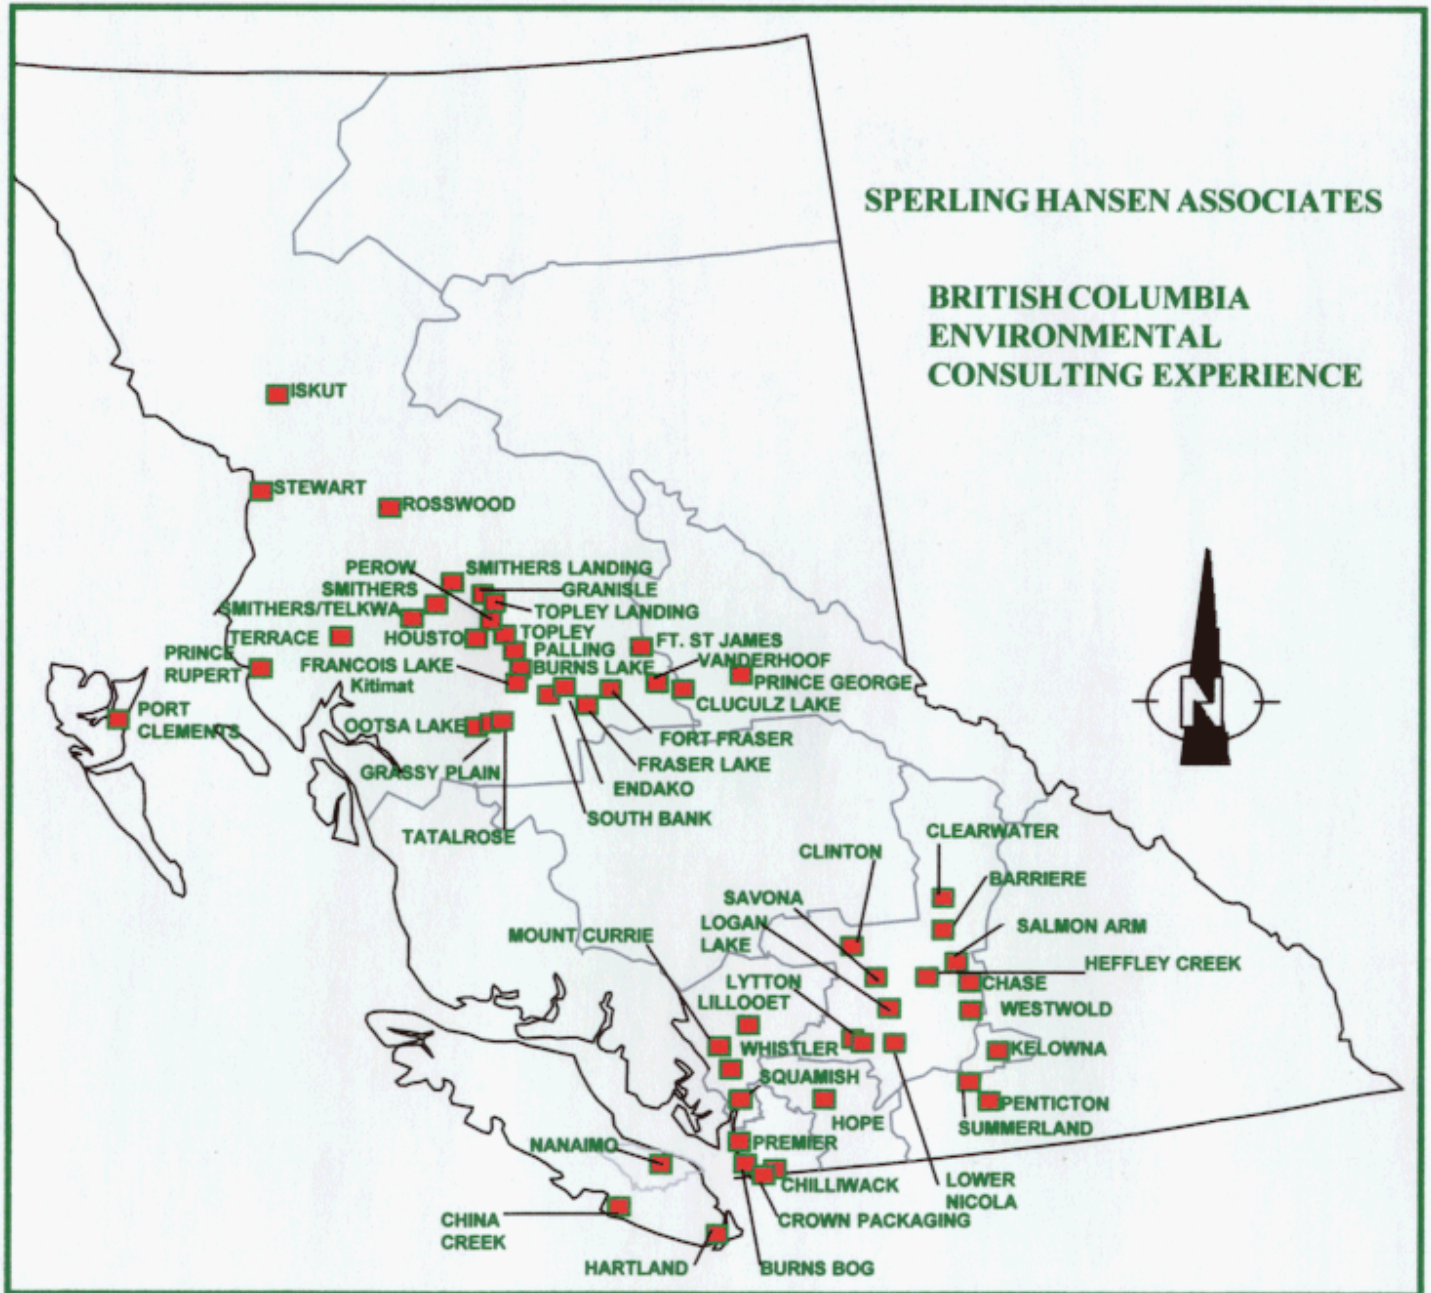 SPERLING HANSEN ASSOCIATES
BRITISH COLUMBIA
ENVIRONMENTAL
CONSULTING EXPERIENCE
ISKUT
STEWART
ROSSWOOD
PEROW
SMITHERS LANDING
SMITHERS
GRANISLE
SMITHERS/TELKWA
TOPLEY LANDING
TERRACE
HOUSTO
TOPLEY
FT. ST JAMES
PRINCE
RUPERT
PALLING
VANDERHOOF
FRANCOIS LAKE
BURNS LAKE
PRINCE GEORGE
Kitimat
CLUCULZ LAKE
PORT
CLEMENTS
OOTSA LAKE
FORT FRASER
GRASSY PLAIN
FRASER LAKE
ENDAKO
SOUTH BANK
TATALROSE
CLEARWATER
CLINTON
BARRIERE
SAVONA
LOGAN
LAKE
SALMON ARM
MOUNT CURRIE
HEFFLEY CREEK
LYTTON
CHASE
LILLOOET
WESTWOLD
WHISTLER
KELOWNA
SQUAMISH
PENTICTON
HOPE
SUMMERLAND
NANAIMO
PREMIER
CHILLIWACK
LOWER
NICOLA
CHINA
CREEK
CROWN PACKAGING
HARTLAND
BURNS BOG
N